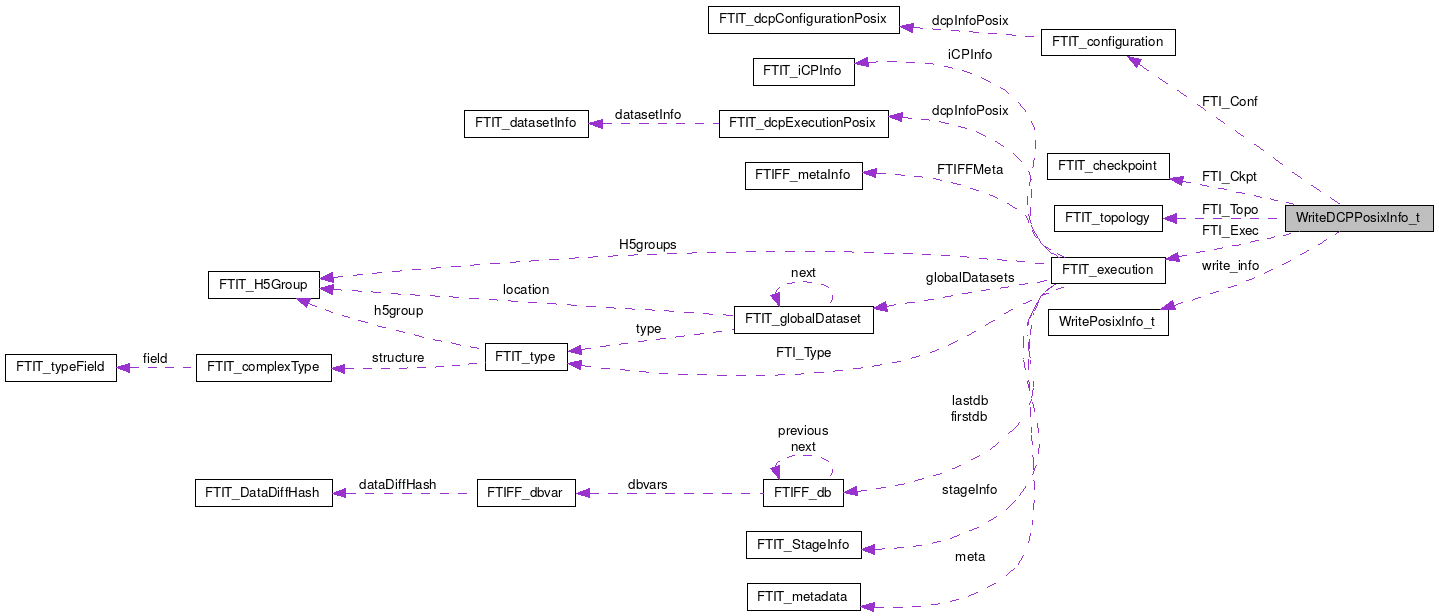 FTIT_dcpConfigurationPosix
dcpInfoPosix
FTIT_configuration
iCPInfo
FTIT_iCPInfo
FTI_Conf
dcpInfoPosix
datasetInfo
FTIT_datasetInfo
FTIT_dcpExecutionPosix
FTIFFMeta
FTIT_checkpoint
FTIFF_metaInfo
FTI_Ckpt
FTI_Topo
FTIT_topology
WriteDCPPosixInfo_t
FTI_Exec
H5groups
write_info
FTIT_execution
next
globalDatasets
FTIT_H5Group
location
h5group
FTIT_globalDataset
WritePosixInfo_t
type
FTI_Type
field
structure
FTIT_type
FTIT_typeField
FTIT_complexType
lastdb
firstdb
previous
next
dataDiffHash
dbvars
stageInfo
FTIT_DataDiffHash
FTIFF_dbvar
FTIFF_db
FTIT_StageInfo
meta
FTIT_metadata